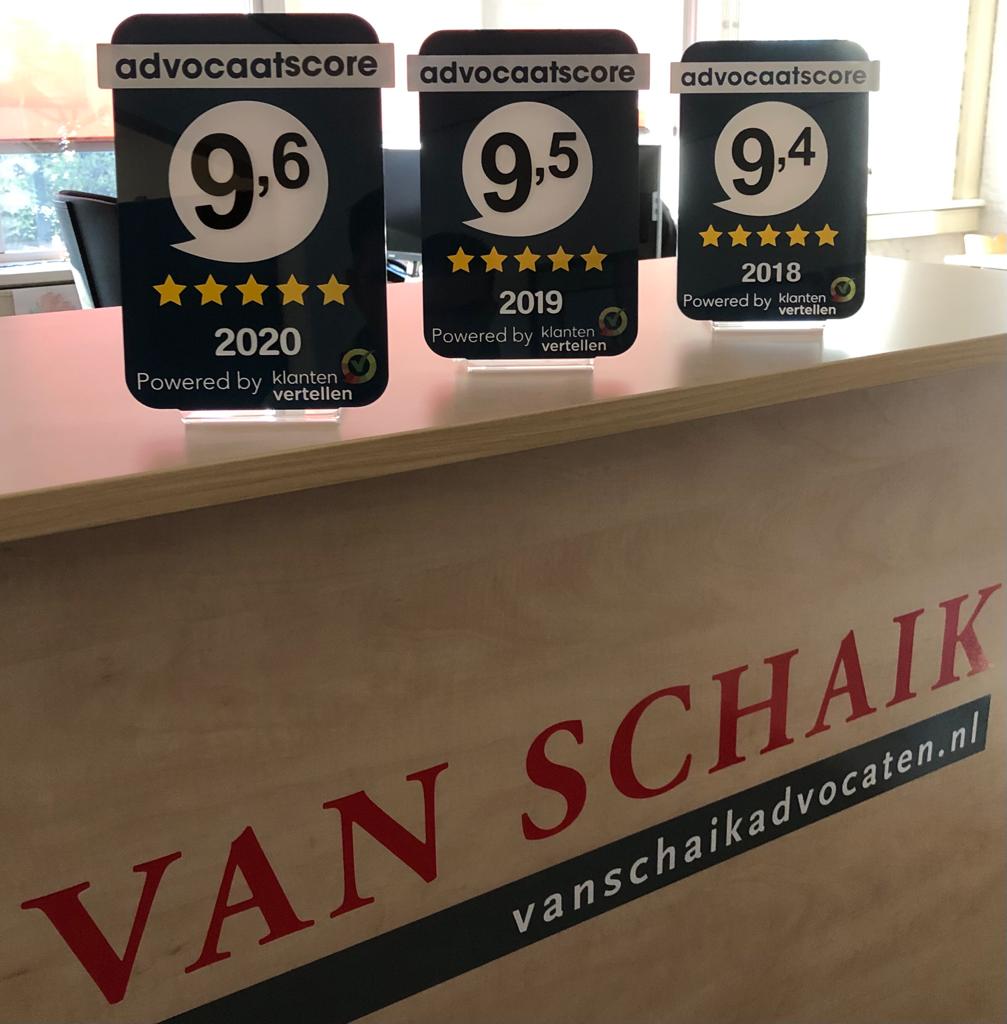 advocaatscore
9,6
2020
Powered by klanten
vertellen
advocaatscore
9,5
2019
Powered by klanten
vertellen
advocaatscore
9,4
2018
Powered by klanten
vertellen
VAN SCHAIK
vanschaikadvocaten.nl